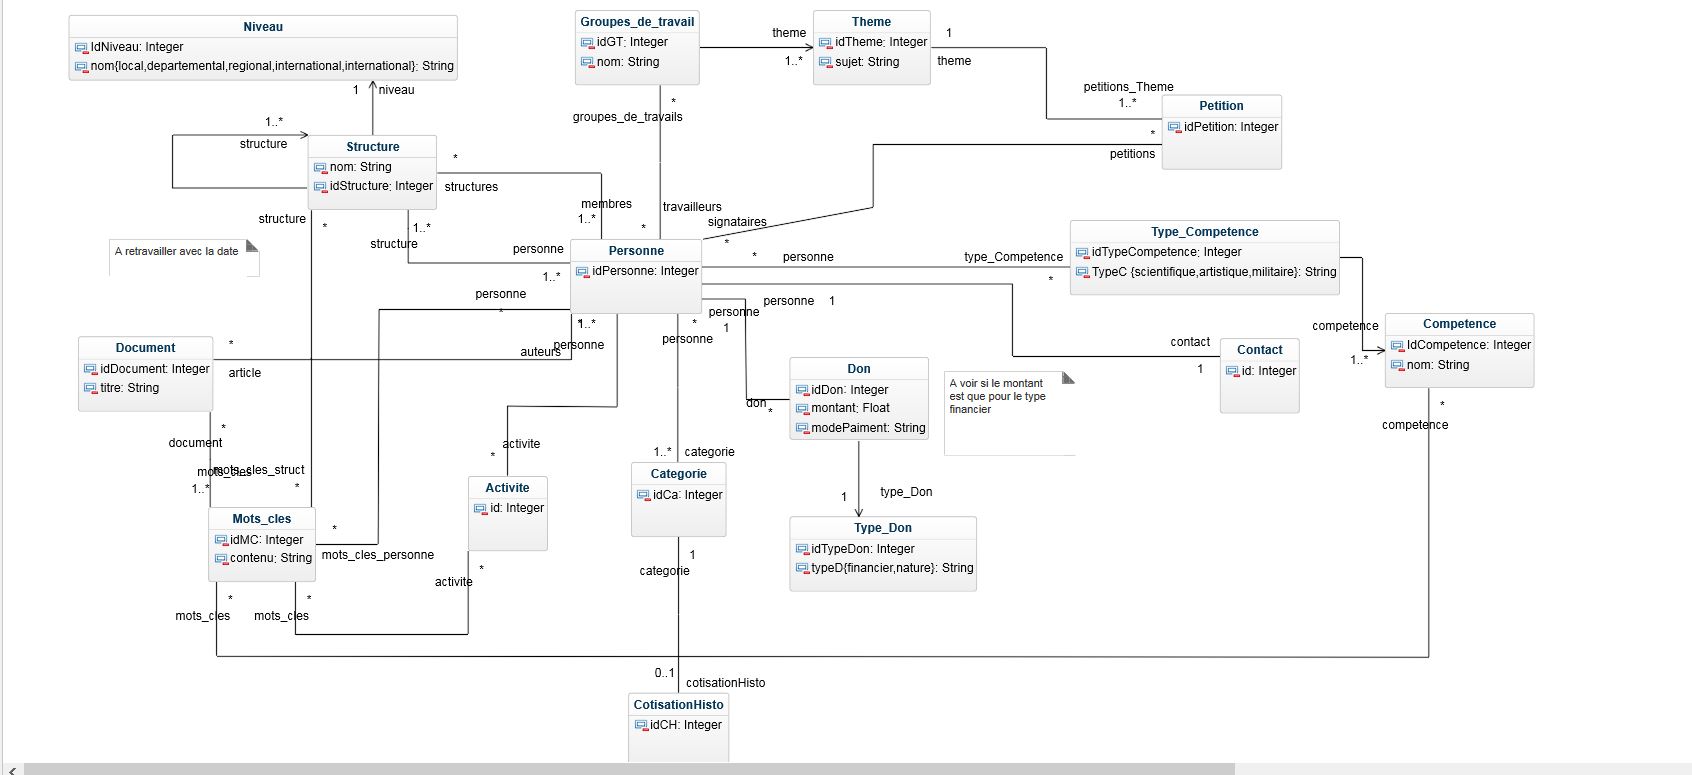 Niveau
IdNiveau: Integer
nom{local,departemental,regional,international,international}: String
1 niveau
Groupes_de_travail
idGT: Integer
nom: String
theme
1..*
Theme
idTheme: Integer
sujet: String
1
theme
petitions_Theme
1..*
Petition
idPetition: Integer
*
petitions
*
groupes_de_travails
1..*
structure
Structure
nom: String
idStructure: Integer
*
structures
membres
1..*
travailleurs
*
signataires
*
structure
*
1..*
structure
personne
1..*
A retravailler avec la date
Personne
idPersonne: Integer
*
personne
type_Competence
*
Type_Competence
idTypeCompetence: Integer
TypeC {scientifique,artistique,militaire}: String
personne
*
personne 1
personne
1
*
1..*
personne
*
personne
auteurs
contact
1
Contact
id: Integer
competence
1..*
Competence
IdCompetence: Integer
nom: String
*
competence
Document
idDocument: Integer
titre: String
*
article
*
document
mots_cles
1..*
mots_cles_struct
*
Don
idDon: Integer
montant: Float
modePaiment: String
don
*
A voir si le montant
est que pour le type
financier
activite
*
1..*
categorie
Categorie
idCa: Integer
1
type_Don
Activite
id: Integer
Mots_cles
idMC: Integer
contenu: String
*
mots_cles_personne
Type_Don
idTypeDon: Integer
typeD{financier,nature}: String
activite
*
1
categorie
*
mots_cles
*
mots_cles
0..1
cotisationHisto
CotisationHisto
idCH: Integer